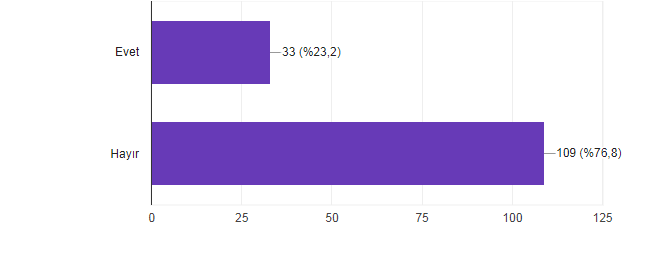 Evet 33 (%23,2)
Hayır 109 (%76,8)
0 25 50 75 100 125